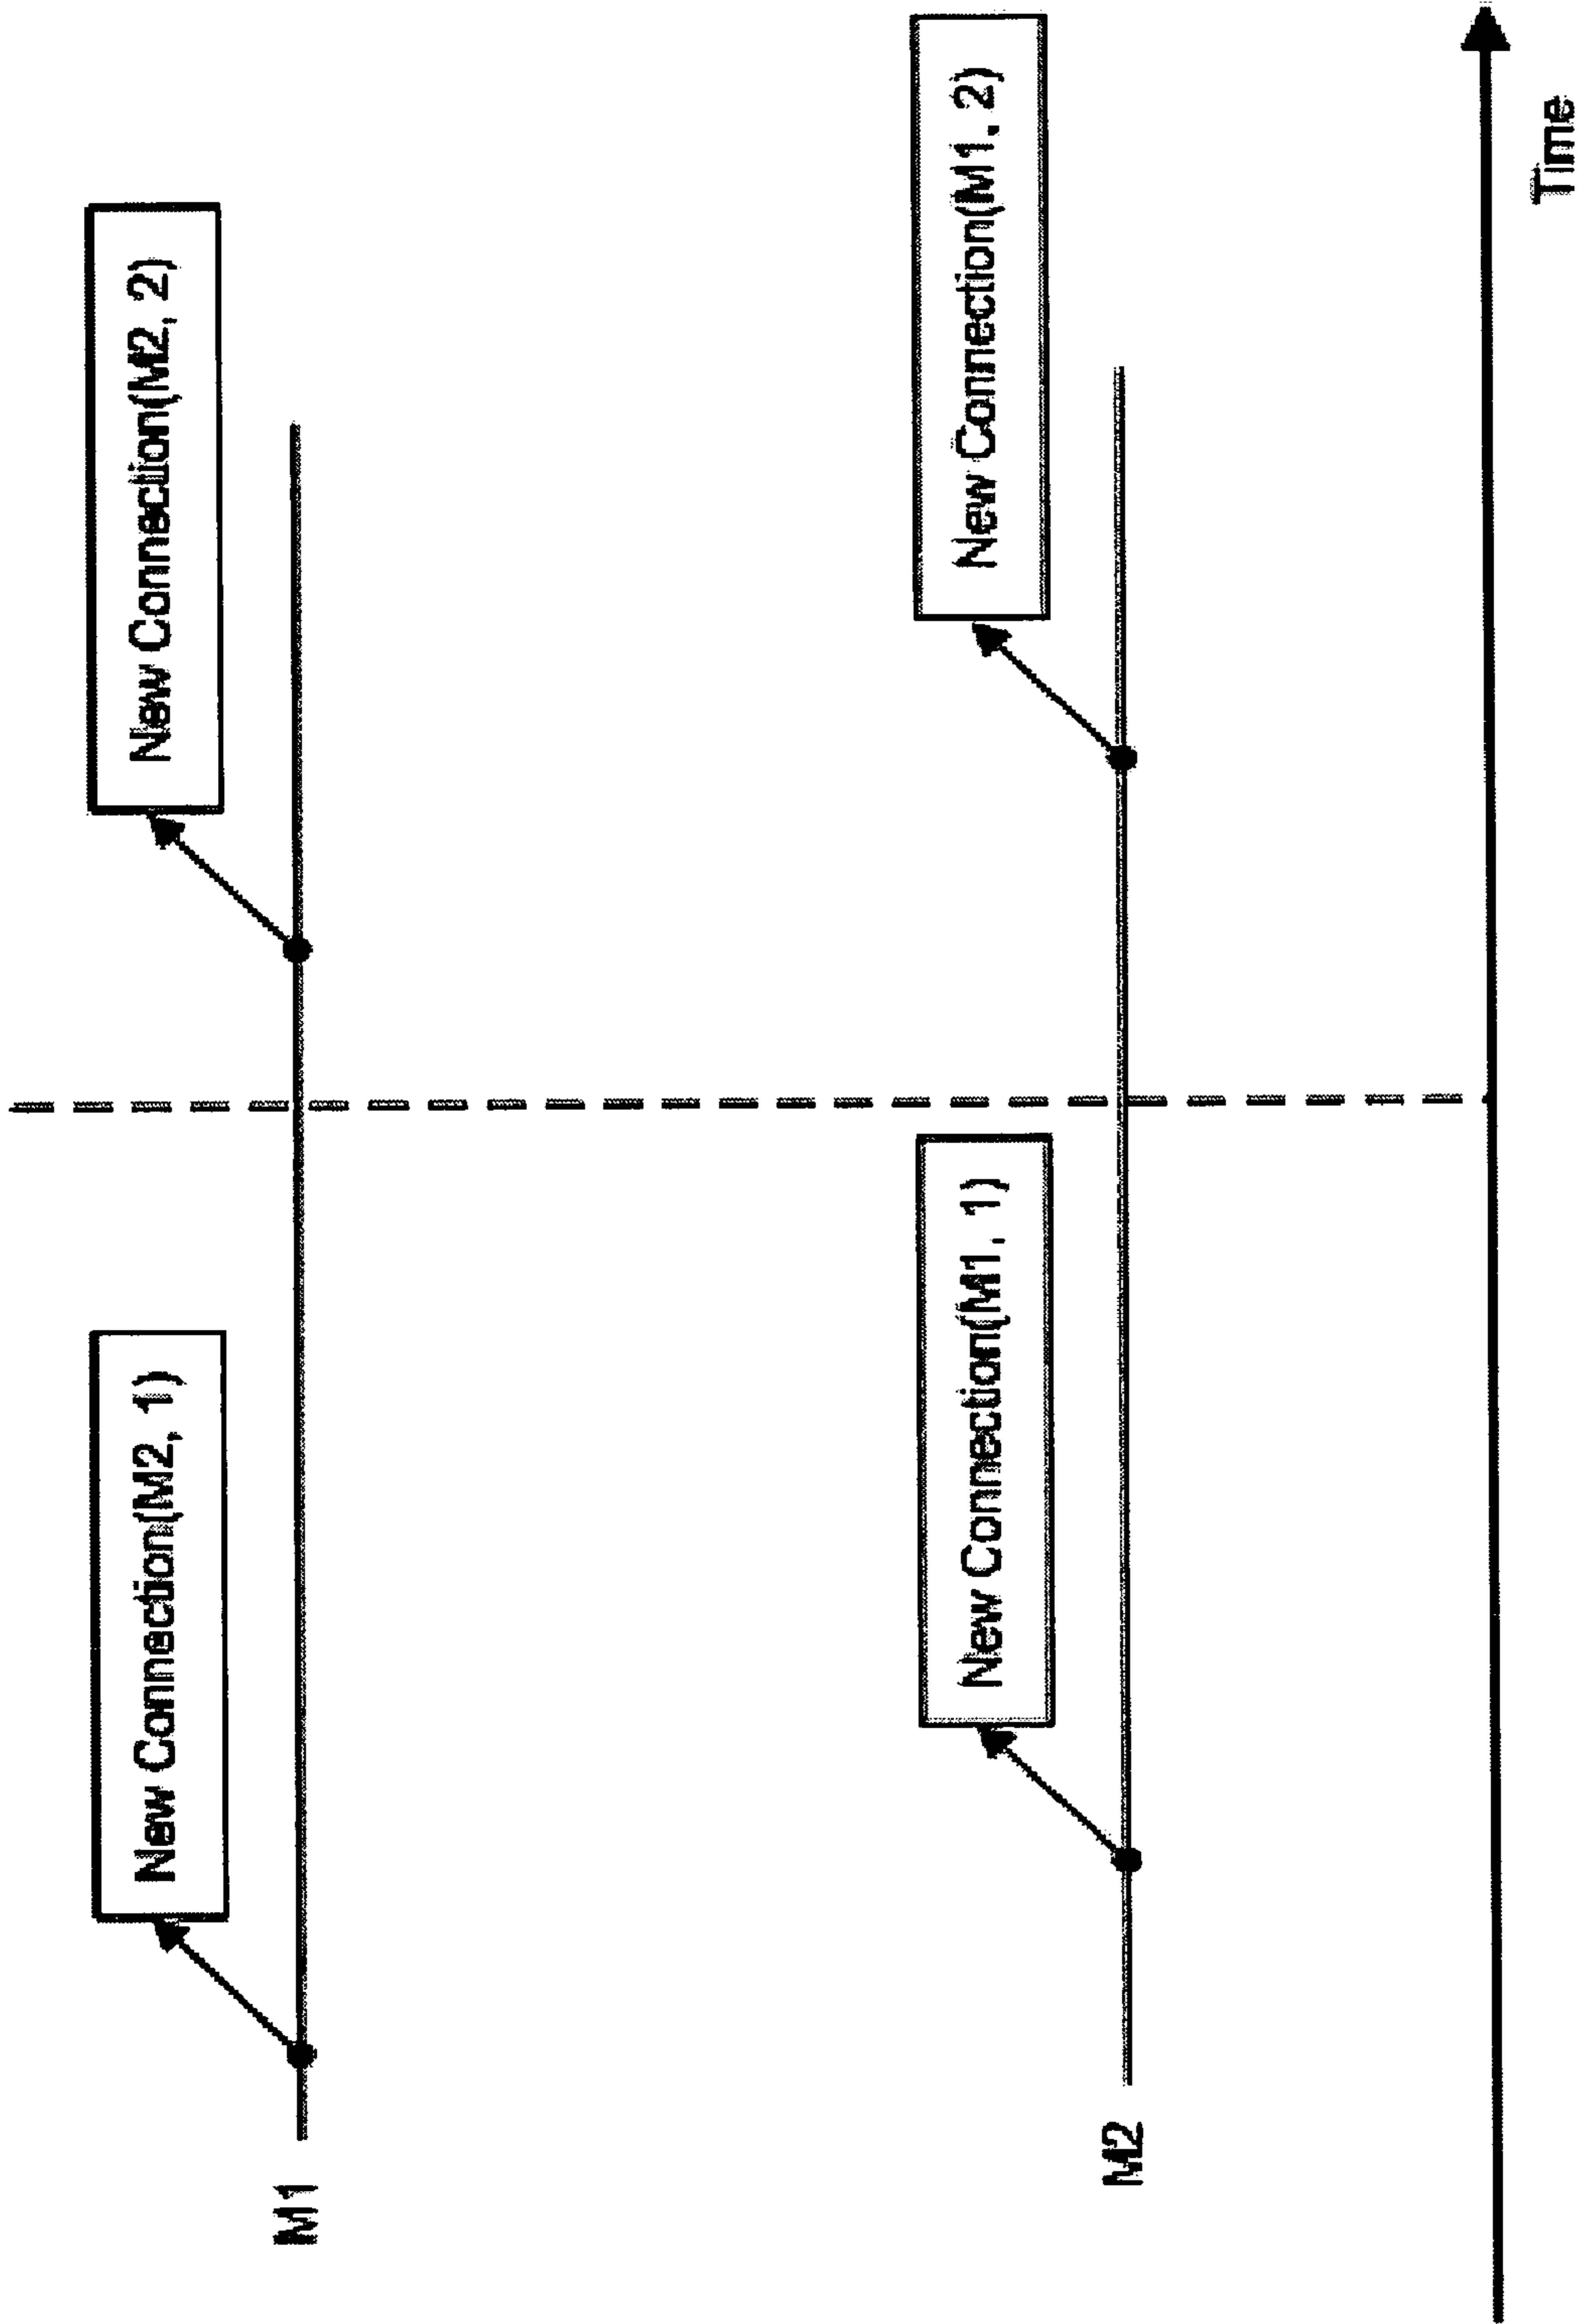 New Connection(M2, 1)
New Connection(M2, 2)
M1
New Connection(M1, 1)
New Connection(M1, 2)
M2
Time